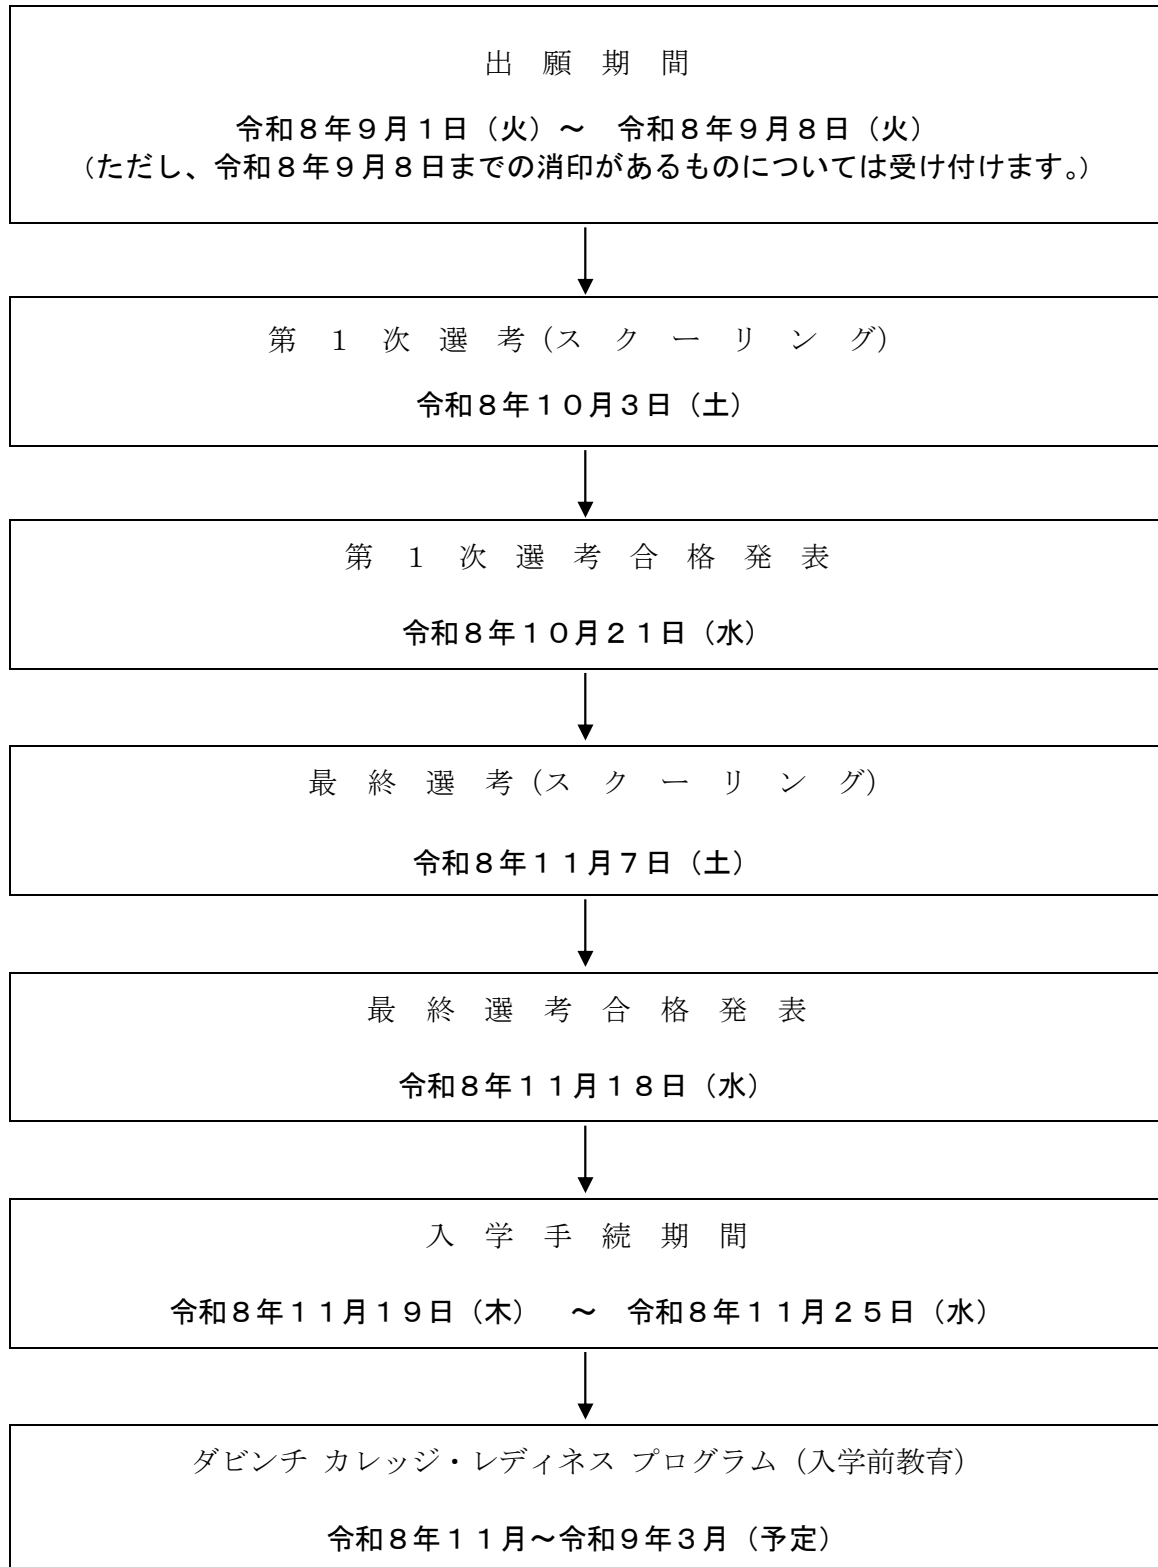 出 願 期 間
令和８年９月１日（火）～ 令和８年９月８日（火）
（ただし、令和８年９月８日までの消印があるものについては受け付けます。）
第 １ 次 選 考（ス ク ー リ ン グ）
令和８年１０月３日（土）
第 １ 次 選 考 合 格 発 表
令和８年１０月２１日（水）
最 終 選 考（ス ク ー リ ン グ）
令和８年１１月７日（土）
最 終 選 考 合 格 発 表
令和８年１１月１８日（水）
入 学 手 続 期 間
令和８年１１月１９日（木） ～ 令和８年１１月２５日（水）
ダビンチ カレッジ・レディネス プログラム（入学前教育）
令和８年１１月～令和９年３月（予定）